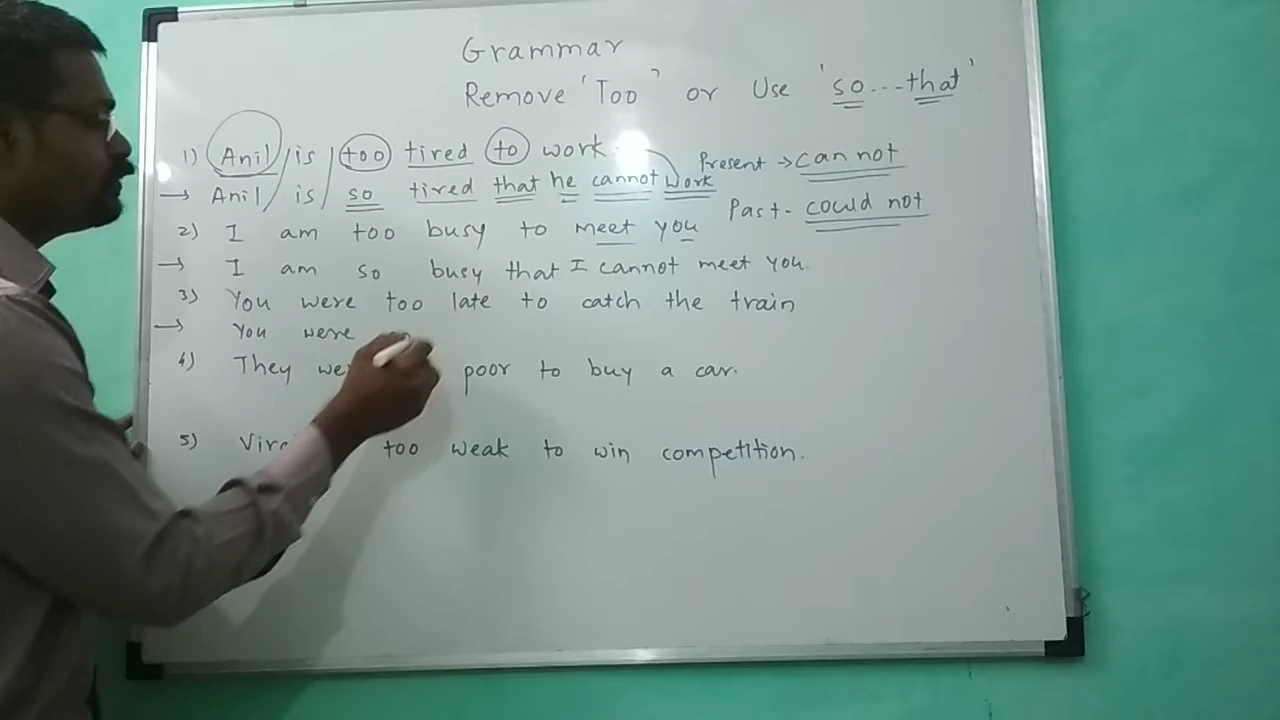 Grammar
Remove 'Too' or Use 'so...that'
1) Anil / is / too tired to work.
Present → can not
→ Anil / is / so tired that he cannot work
Past - could not
2) I am too busy to meet you
→ I am so busy that I cannot meet you.
3) You were too late to catch the train
→ You were
4) They poor to buy a car.
5) too weak to win competition.